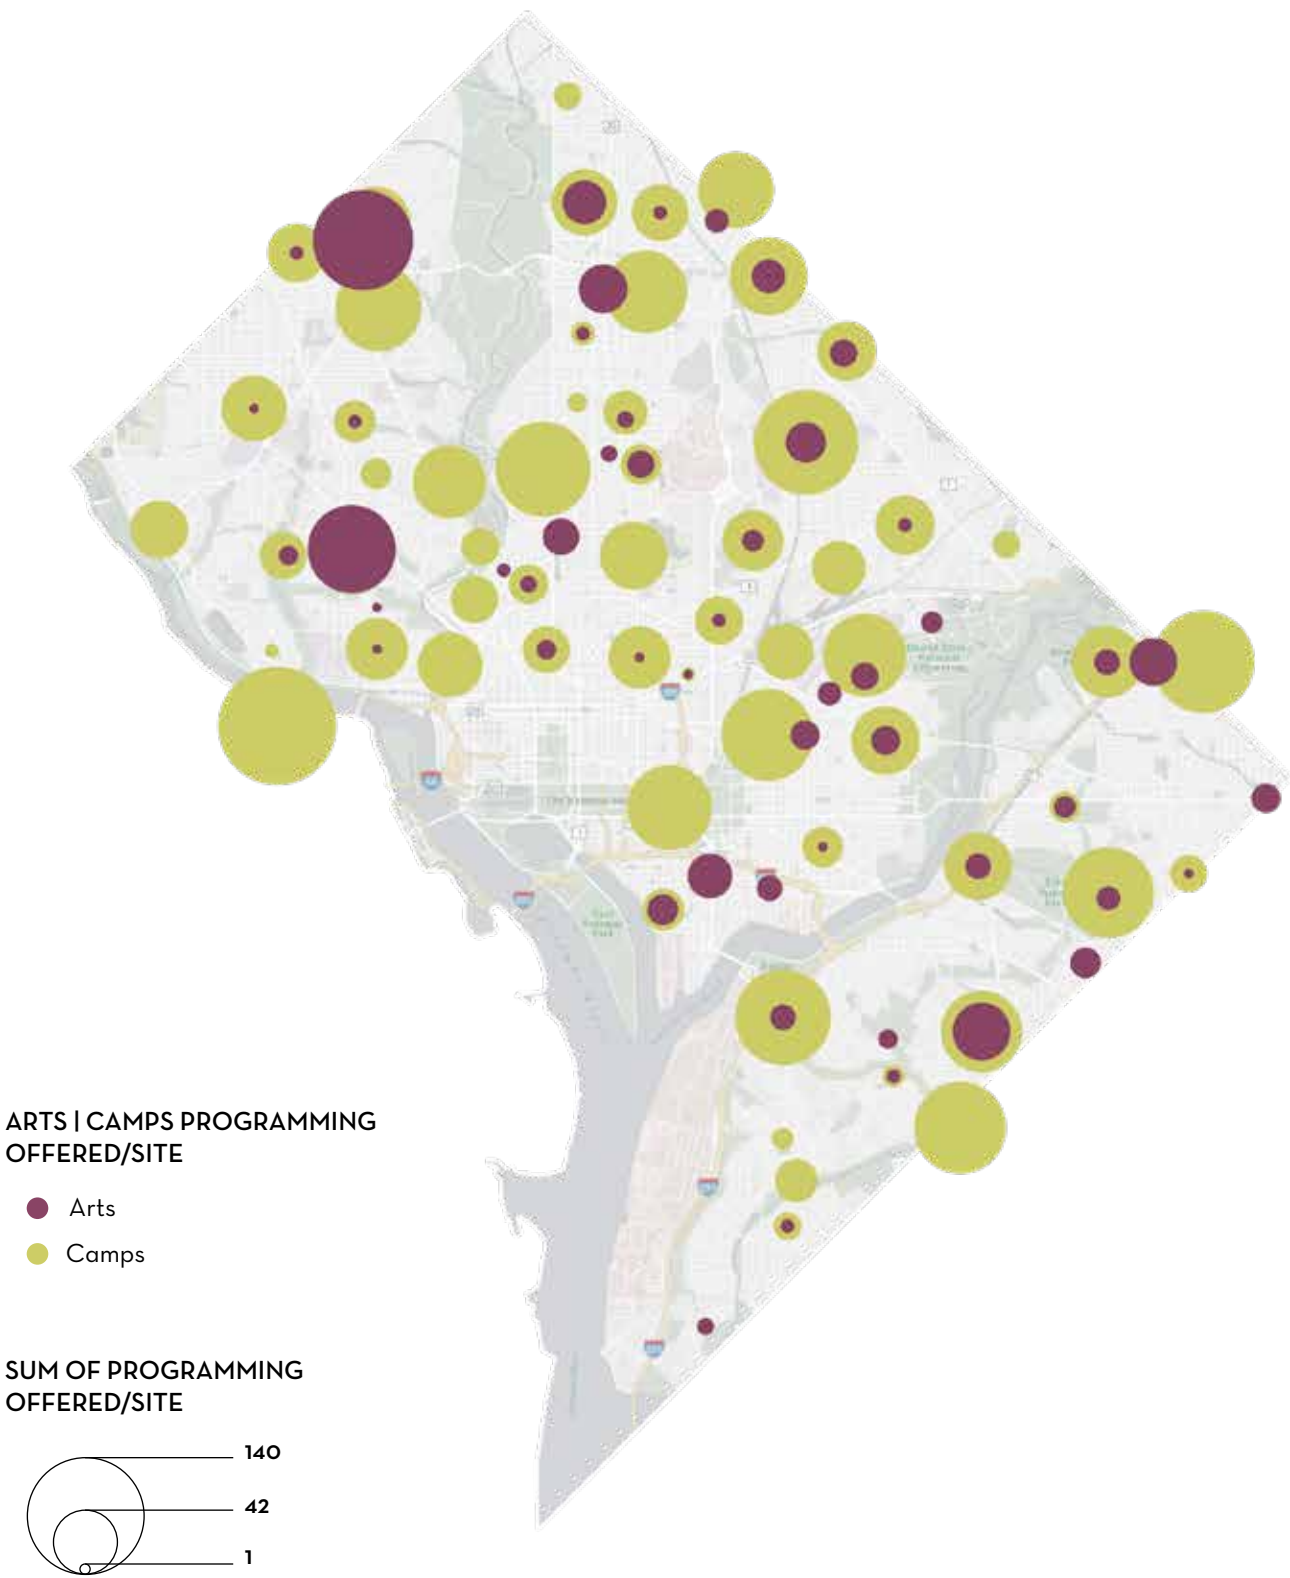 ARTS | CAMPS PROGRAMMING
OFFERED/SITE
Arts
Camps
SUM OF PROGRAMMING
OFFERED/SITE
140
42
1